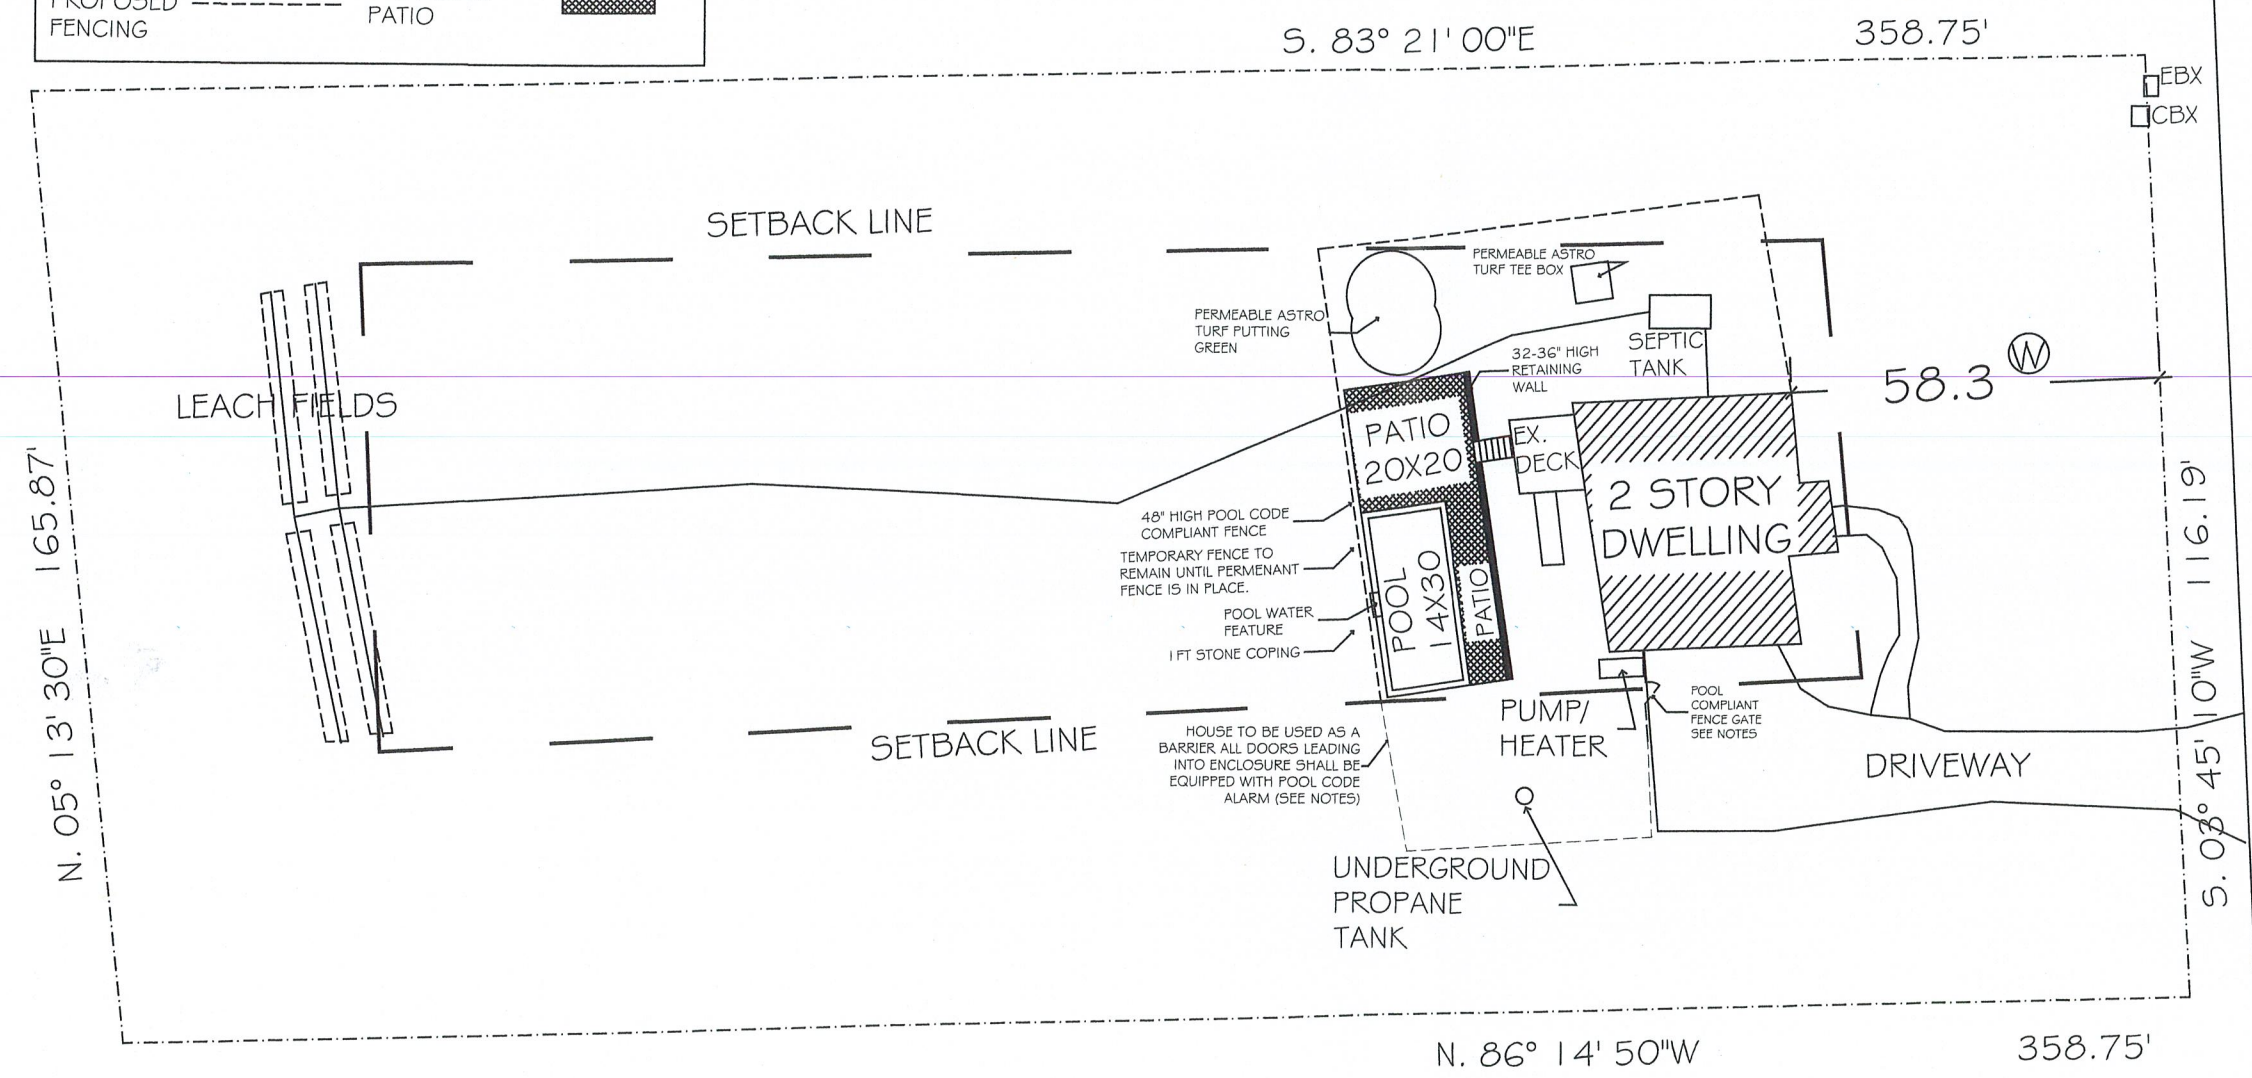 PROPOSED
FENCING
PATIO
S. 83° 21' 00"E
358.75'
EBX
CBX
SETBACK LINE
PERMEABLE ASTRO
TURF TEE BOX
PERMEABLE ASTRO
TURF PUTTING
GREEN
32-36" HIGH
RETAINING
WALL
SEPTIC
TANK
58.3
W
LEACH FIELDS
PATIO
20X20
EX.
DECK
2 STORY
DWELLING
48" HIGH POOL CODE
COMPLIANT FENCE
TEMPORARY FENCE TO
REMAIN UNTIL PERMENANT
FENCE IS IN PLACE.
POOL WATER
FEATURE
1 FT STONE COPING
POOL
14X30
PATIO
N. 05° 13' 30"E 165.87'
S. 03° 45' 10"W 116.19'
SETBACK LINE
HOUSE TO BE USED AS A
BARRIER ALL DOORS LEADING
INTO ENCLOSURE SHALL BE
EQUIPPED WITH POOL CODE
ALARM (SEE NOTES)
PUMP/
HEATER
POOL
COMPLIANT
FENCE GATE
SEE NOTES
DRIVEWAY
UNDERGROUND
PROPANE
TANK
N. 86° 14' 50"W
358.75'